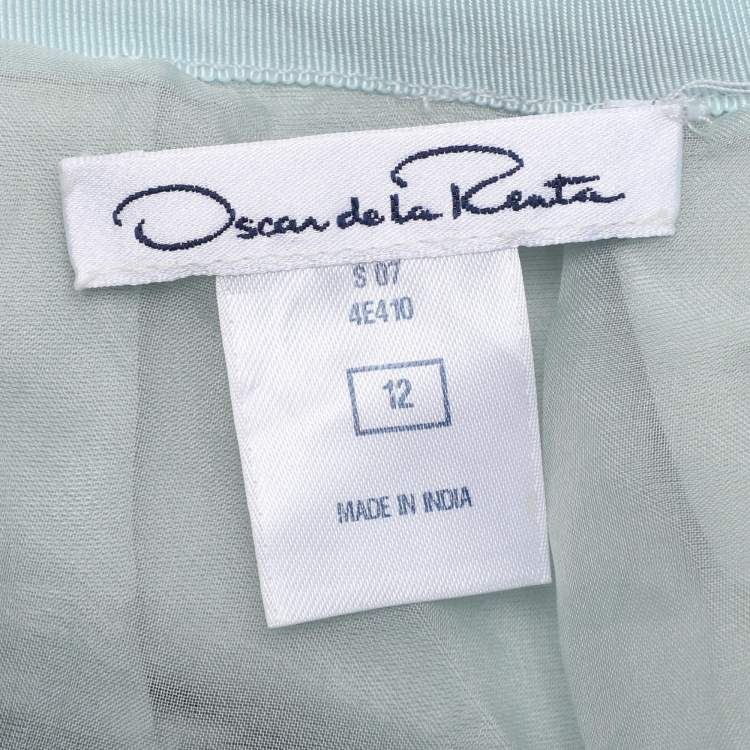 Oscar de la Renta
S 07
4E410
12
MADE IN INDIA